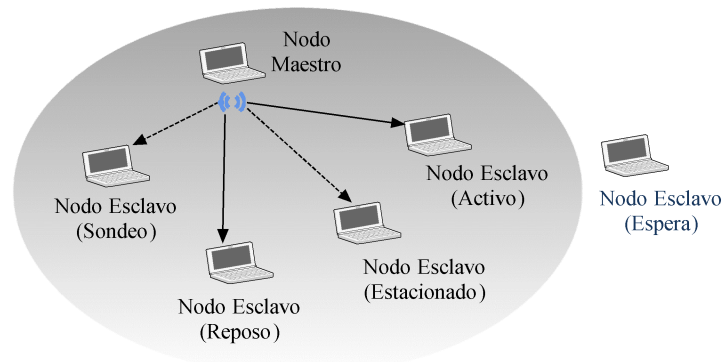 Nodo
Maestro
Nodo Esclavo
(Activo)
Nodo Esclavo
(Espera)
Nodo Esclavo
(Sondeo)
Nodo Esclavo
(Estacionado)
Nodo Esclavo
(Reposo)